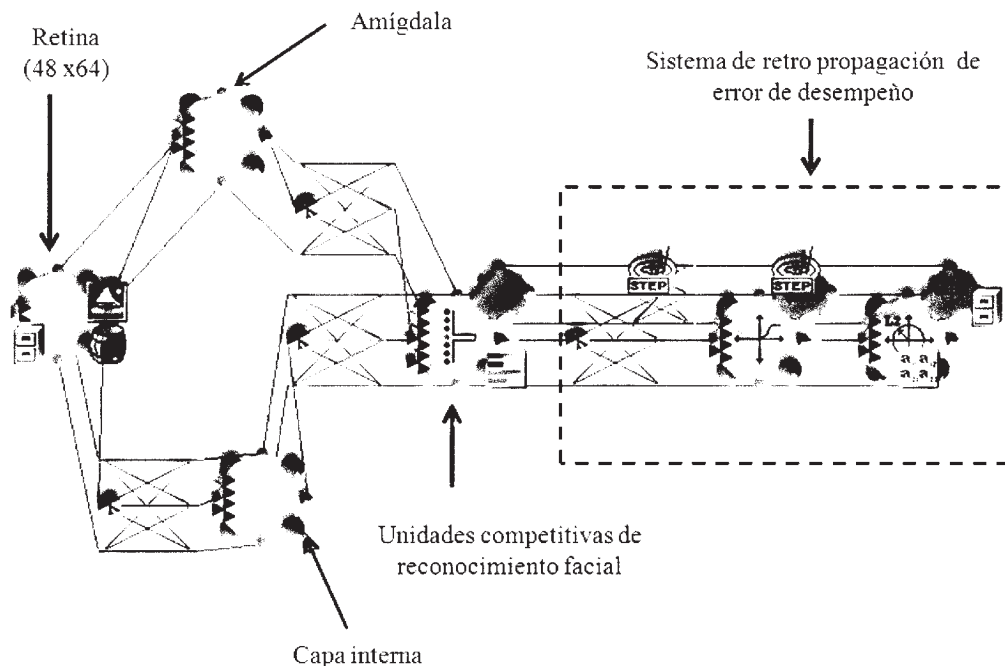 Retina
(48 x64)
Amígdala
Sistema de retro propagación de
error de desempeño
STEP
STEP
L2
Unidades competitivas de
reconocimiento facial
Capa interna